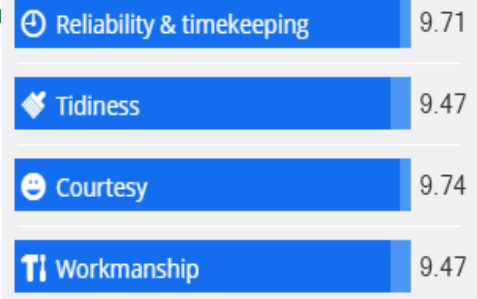 Reliability & timekeeping 9.71
Tidiness 9.47
Courtesy 9.74
Workmanship 9.47